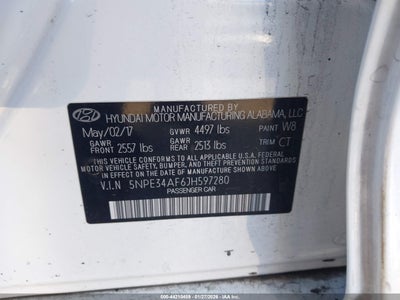 MANUFACTURED BY
HYUNDAI MOTOR MANUFACTURING ALABAMA, LLC
May/02/17 GVWR 4497 lbs PAINT W8
GAWR FRONT 2557 lbs GAWR REAR 2513 lbs TRIM CT
THIS VEHICLE CONFORMS TO ALL APPLICABLE FEDERAL
MOTOR VEHICLE SAFETY, BUMPER, AND THEFT PREVENTION STANDARDS
IN EFFECT ON THE DATE OF MANUFACTURE SHOWN ABOVE.
V.I.N 5NPE34AF6JH597280
PASSENGER CAR